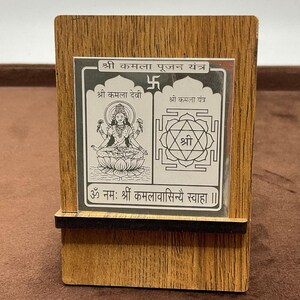 श्री कमला पूजन यंत्र
श्री कमला देवी
श्री कमला यंत्र
श्री
ॐ नमः श्रीं कमलावासिन्यै स्वाहा ॥